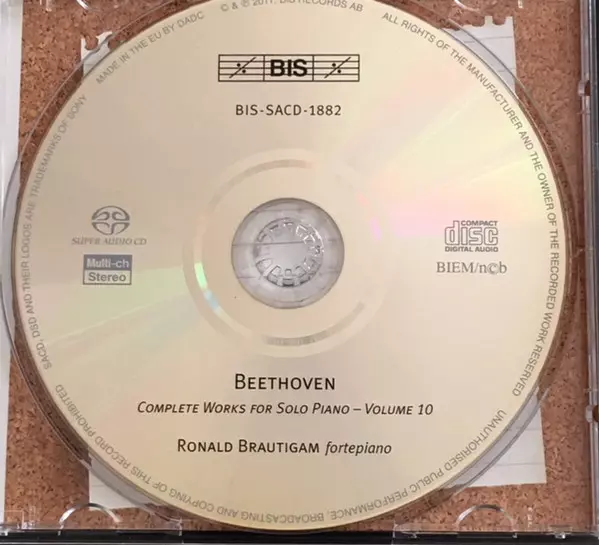 MADE IN THE EU BY DADC
© & ℗ 2011, BIS RECORDS AB
ALL RIGHTS OF THE MANUFACTURER AND THE OWNER OF THE RECORDED WORK RESERVED
UNAUTHORISED PUBLIC PERFORMANCE, BROADCASTING AND COPYING OF THIS RECORD PROHIBITED
SACD, DSD AND THEIR LOGOS ARE TRADEMARKS OF SONY
BIS
BIS-SACD-1882
SUPER AUDIO CD
Multi-ch
Stereo
COMPACT
disc
DIGITAL AUDIO
BIEM/n©b
BEETHOVEN
COMPLETE WORKS FOR SOLO PIANO – VOLUME 10
RONALD BRAUTIGAM fortepiano